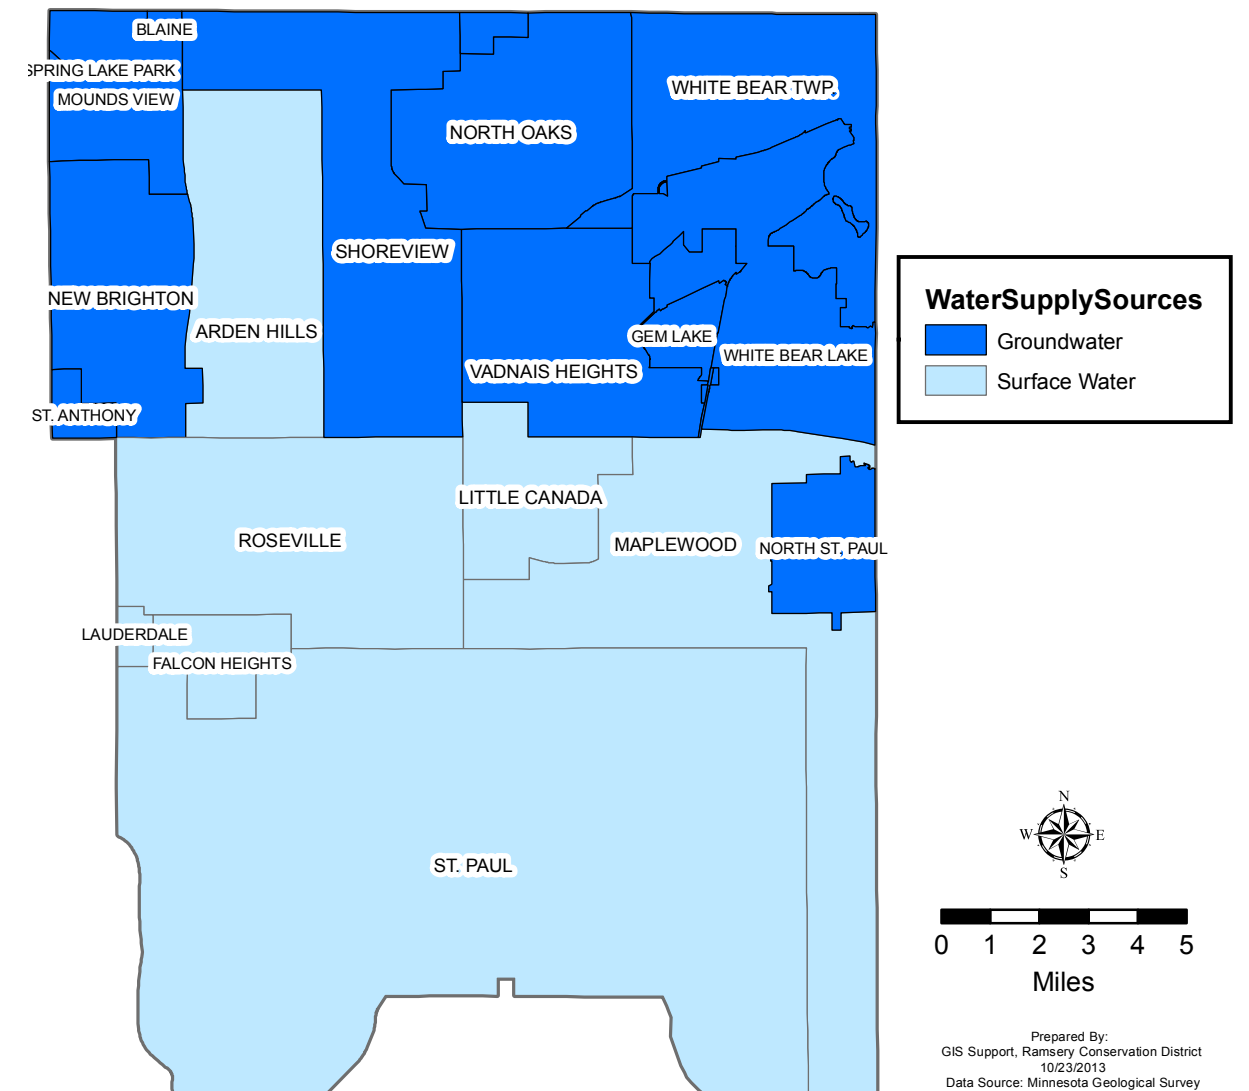 BLAINE
SPRING LAKE PARK
MOUNDS VIEW
WHITE BEAR TWP.
NORTH OAKS
SHOREVIEW
NEW BRIGHTON
ARDEN HILLS
GEM LAKE
WHITE BEAR LAKE
VADNAIS HEIGHTS
ST. ANTHONY
LITTLE CANADA
ROSEVILLE
MAPLEWOOD
NORTH ST. PAUL
LAUDERDALE
FALCON HEIGHTS
ST. PAUL
WaterSupplySources
Groundwater
Surface Water
N
W E
S
0 1 2 3 4 5
Miles
Prepared By:
GIS Support, Ramsery Conservation District
10/23/2013
Data Source: Minnesota Geological Survey